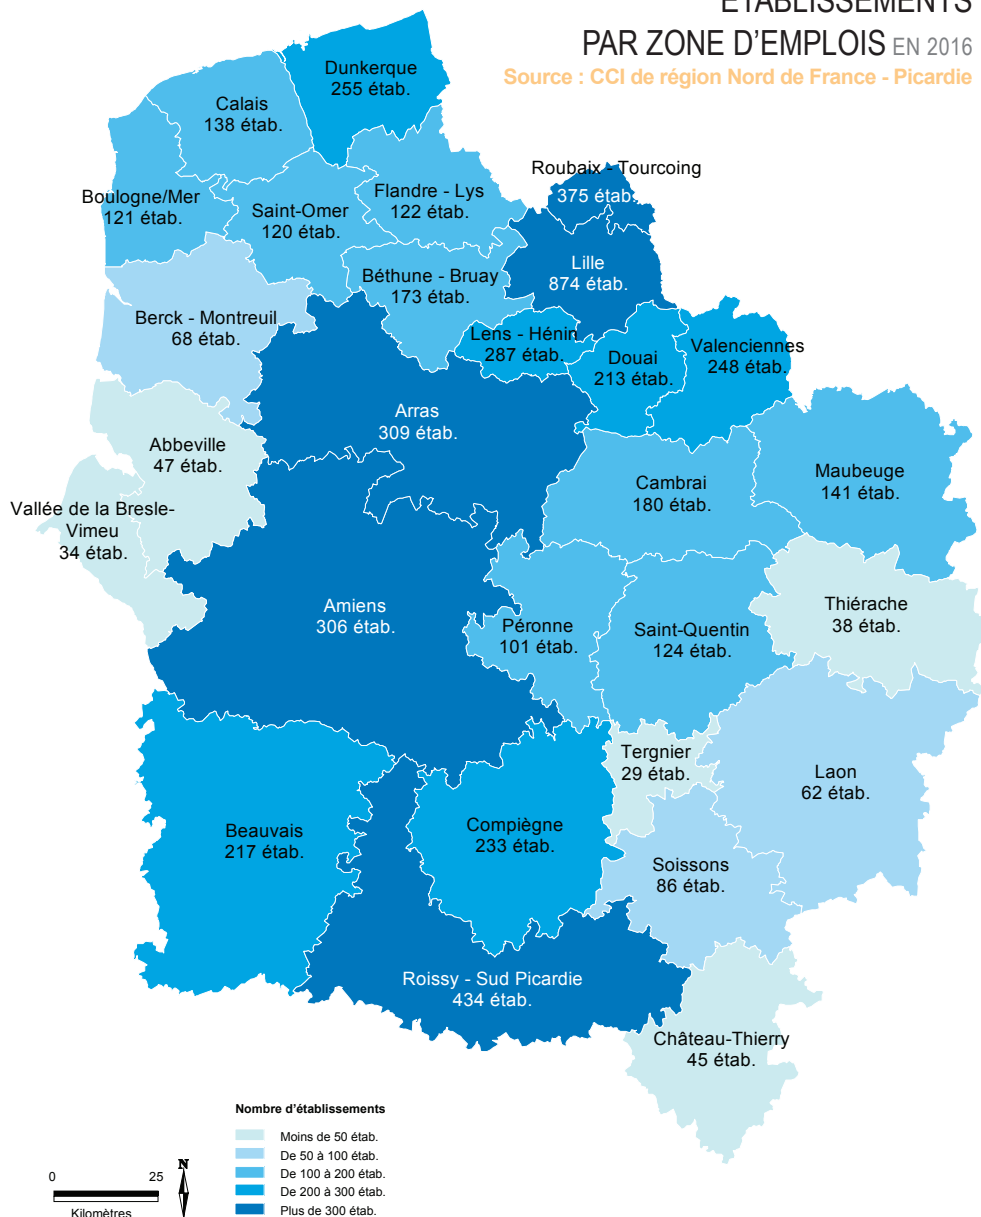 ÉTABLISSEMENTS
PAR ZONE D'EMPLOIS EN 2016
Source : CCI de région Nord de France - Picardie
Dunkerque
255 étab.
Calais
138 étab.
Roubaix - Tourcoing
375 étab.
Boulogne/Mer
121 étab.
Saint-Omer
120 étab.
Flandre - Lys
122 étab.
Lille
874 étab.
Béthune - Bruay
173 étab.
Berck - Montreuil
68 étab.
Lens - Hénin
287 étab.
Douai
213 étab.
Valenciennes
248 étab.
Arras
309 étab.
Abbeville
47 étab.
Cambrai
180 étab.
Maubeuge
141 étab.
Vallée de la Bresle-
Vimeu
34 étab.
Amiens
306 étab.
Péronne
101 étab.
Saint-Quentin
124 étab.
Thiérache
38 étab.
Tergnier
29 étab.
Laon
62 étab.
Beauvais
217 étab.
Compiègne
233 étab.
Soissons
86 étab.
Roissy - Sud Picardie
434 étab.
Château-Thierry
45 étab.
Nombre d'établissements
Moins de 50 étab.
De 50 à 100 étab.
De 100 à 200 étab.
De 200 à 300 étab.
Plus de 300 étab.
0 25
Kilomètres
N